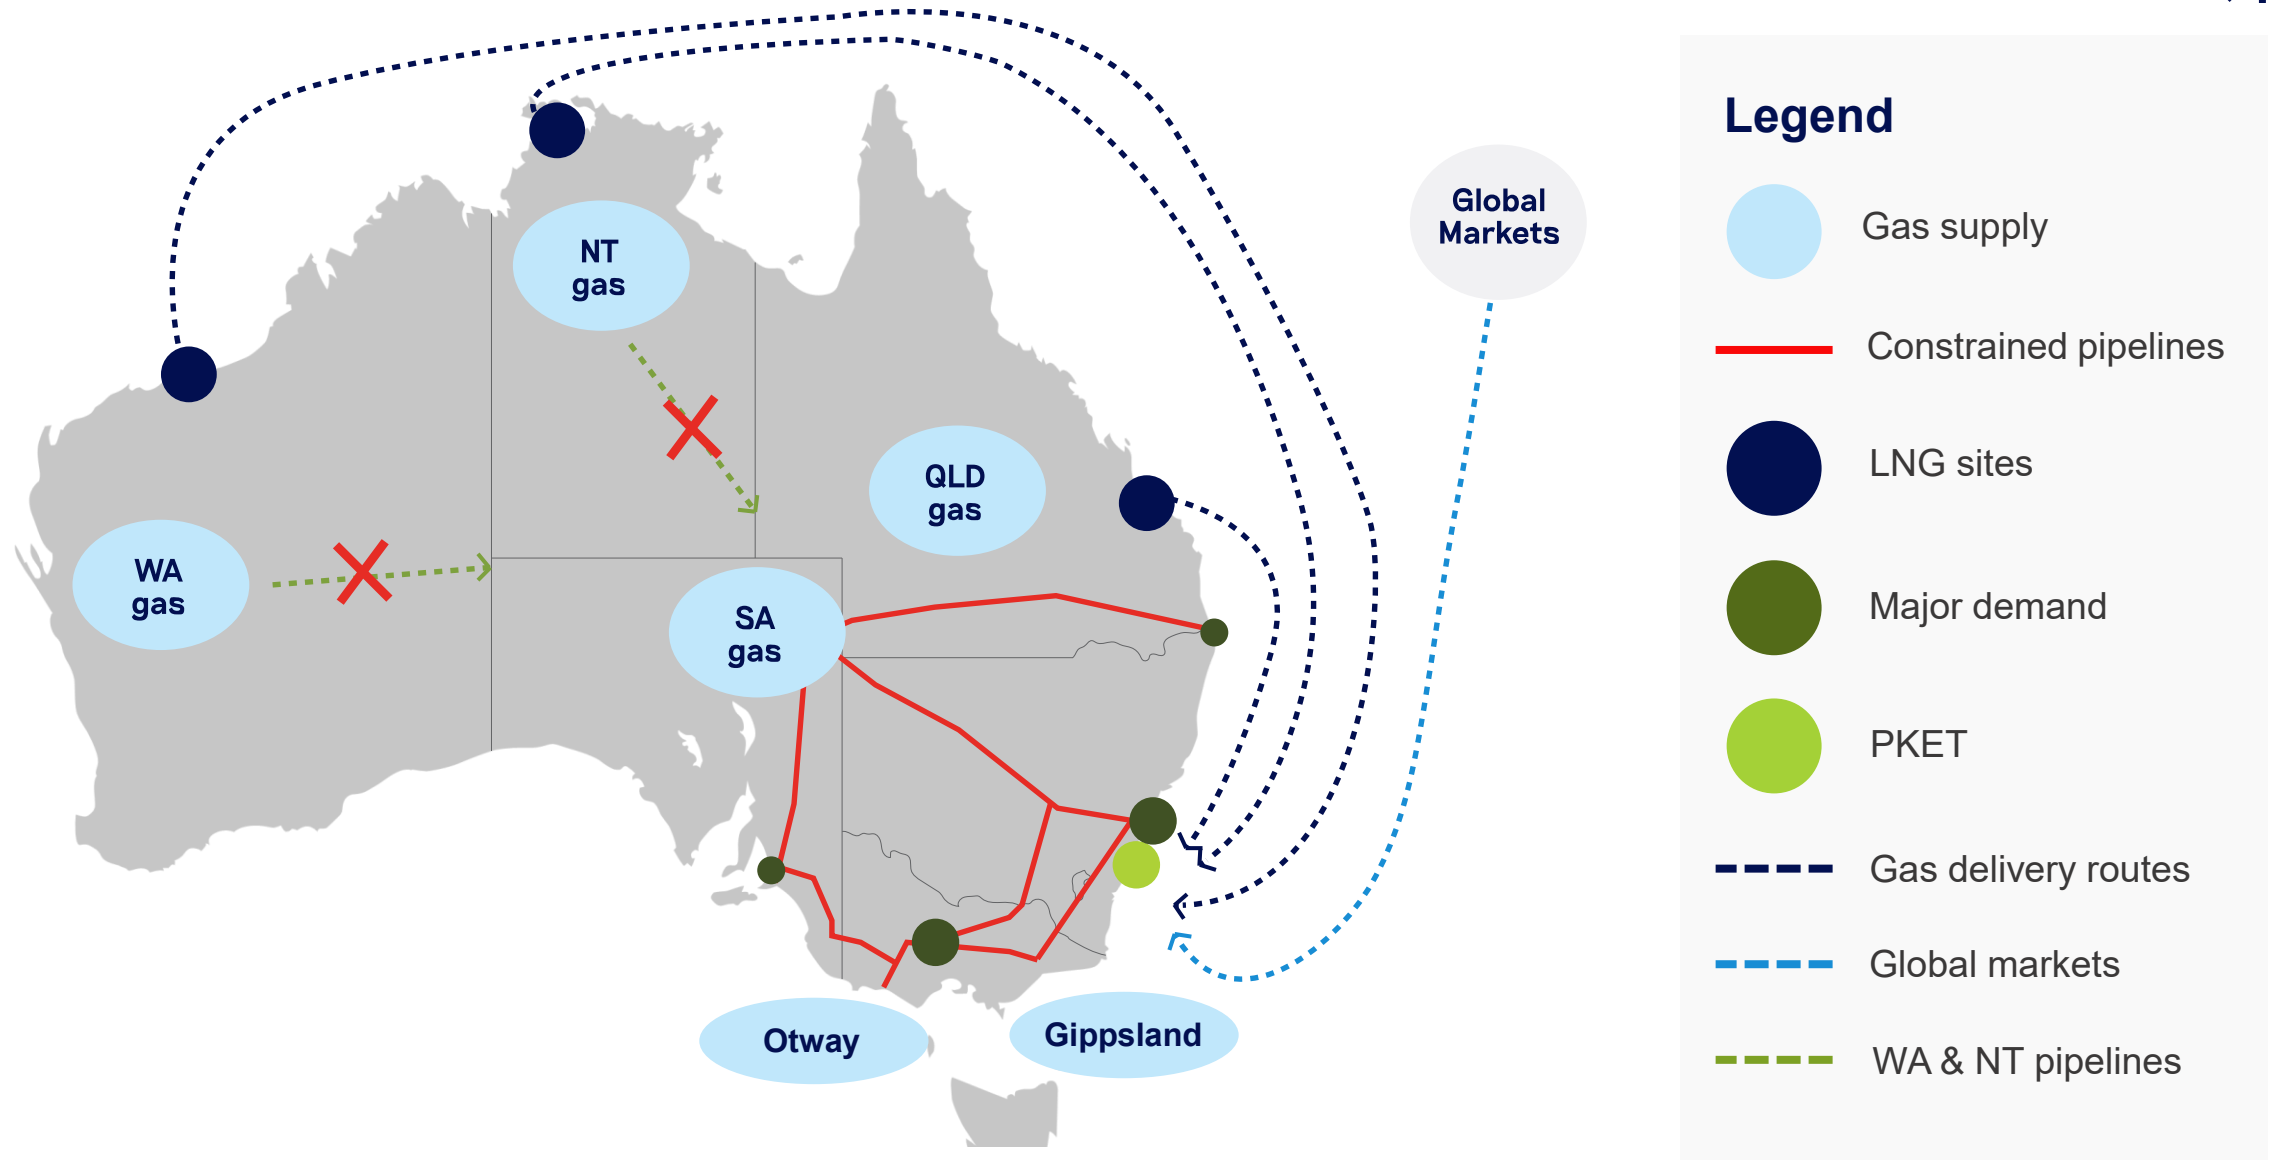 NT
gas
WA
gas
QLD
gas
SA
gas
Otway
Gippsland
Global
Markets
Legend
Gas supply
Constrained pipelines
LNG sites
Major demand
PKET
Gas delivery routes
Global markets
WA & NT pipelines